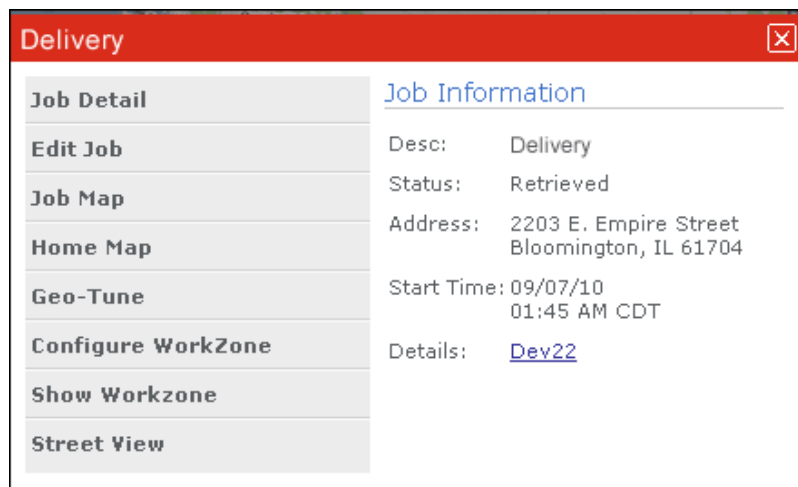 Delivery
Job Detail
Edit Job
Job Map
Home Map
Geo-Tune
Configure WorkZone
Show Workzone
Street View
Job Information
Desc: Delivery
Status: Retrieved
Address: 2203 E. Empire Street
Bloomington, IL 61704
Start Time: 09/07/10
01:45 AM CDT
Details: Dev22